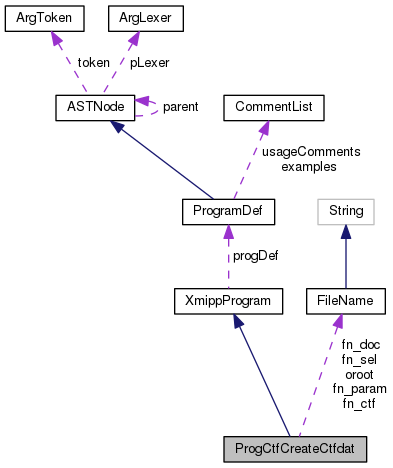 ArgToken
ArgLexer
token
pLexer
ASTNode
parent
CommentList
usageComments
examples
ProgramDef
String
progDef
XmippProgram
FileName
fn_doc
fn_sel
oroot
fn_param
fn_ctf
ProgCtfCreateCtfdat